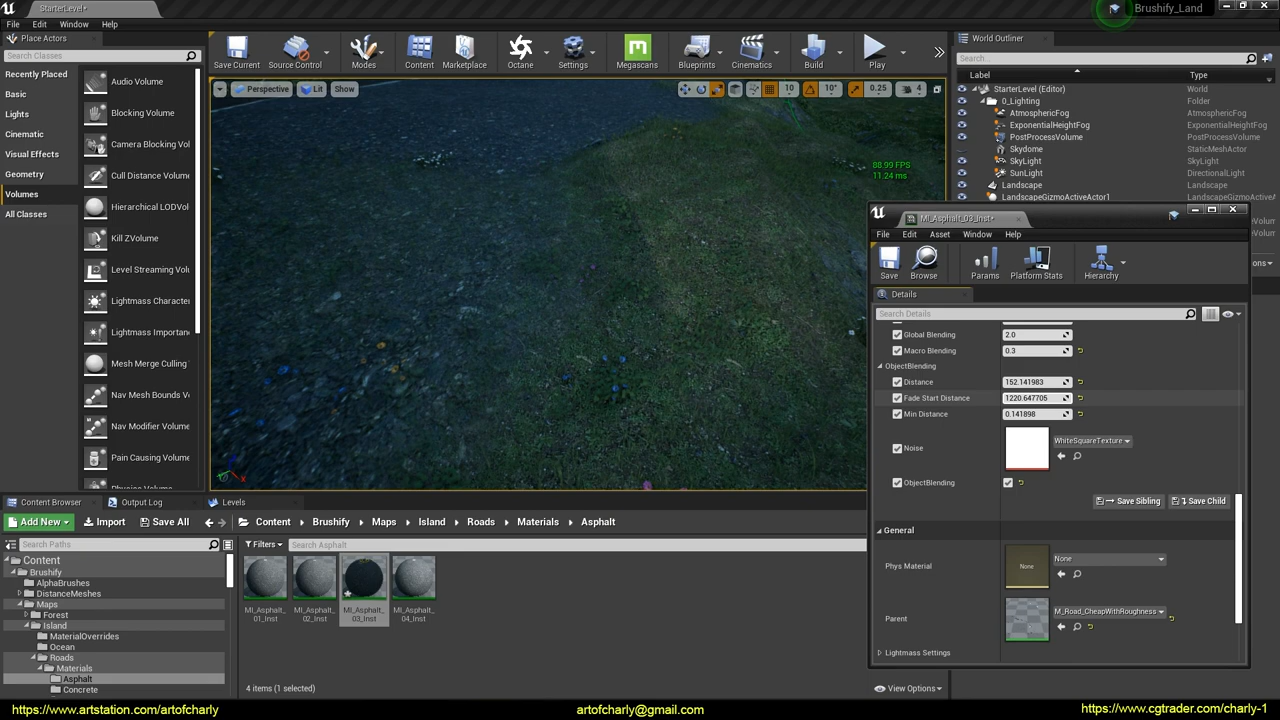 StarterLevel*
Brushify_Land
File Edit Window Help
Place Actors
Search Classes
Recently Placed
Basic
Lights
Cinematic
Visual Effects
Geometry
Volumes
All Classes
Audio Volume
Blocking Volume
Camera Blocking Vol
Cull Distance Volume
Hierarchical LODVol
Kill ZVolume
Level Streaming Volu
Lightmass Character
Lightmass Importan
Mesh Merge Culling
Nav Mesh Bounds V
Nav Modifier Volume
Pain Causing Volume
Save Current
Source Control
Modes
Content
Marketplace
Octane
Settings
Megascans
Blueprints
Cinematics
Build
Play
Perspective
Lit
Show
10
10°
0.25
4
88.99 FPS
11.24 ms
World Outliner
Search...
Label Type
StarterLevel (Editor) World
0_Lighting Folder
AtmosphericFog AtmosphericFog
ExponentialHeightFog ExponentialHeightFog
PostProcessVolume PostProcessVolume
Skydome StaticMeshActor
SkyLight SkyLight
SunLight DirectionalLight
Landscape Landscape
LandscapeGizmoActiveActor1 LandscapeGizmoActive
MI_Asphalt_03_Inst*
File Edit Asset Window Help
Save
Browse
Params
Platform Stats
Hierarchy
Details
Search Details
Global Blending 2.0
Macro Blending 0.3
ObjectBlending
Distance 152.141983
Fade Start Distance 1220.647705
Min Distance 0.141898
Noise
WhiteSquareTexture
ObjectBlending
Save Sibling
Save Child
General
Phys Material
None
None
Parent
M_Road_CheapWithRoughness
Lightmass Settings
Content Browser
Output Log
Levels
Add New
Import
Save All
Content Brushify Maps Island Roads Materials Asphalt
Search Paths
Filters
Search Asphalt
Content
Brushify
AlphaBrushes
DistanceMeshes
Maps
Forest
Island
MaterialOverrides
Ocean
Roads
Materials
Asphalt
Concrete
MI_Asphalt_01_Inst
MI_Asphalt_02_Inst
MI_Asphalt_03_Inst
MI_Asphalt_04_Inst
4 items (1 selected)
View Options
https://www.artstation.com/artofcharly
artofcharly@gmail.com
https://www.cgtrader.com/charly-1